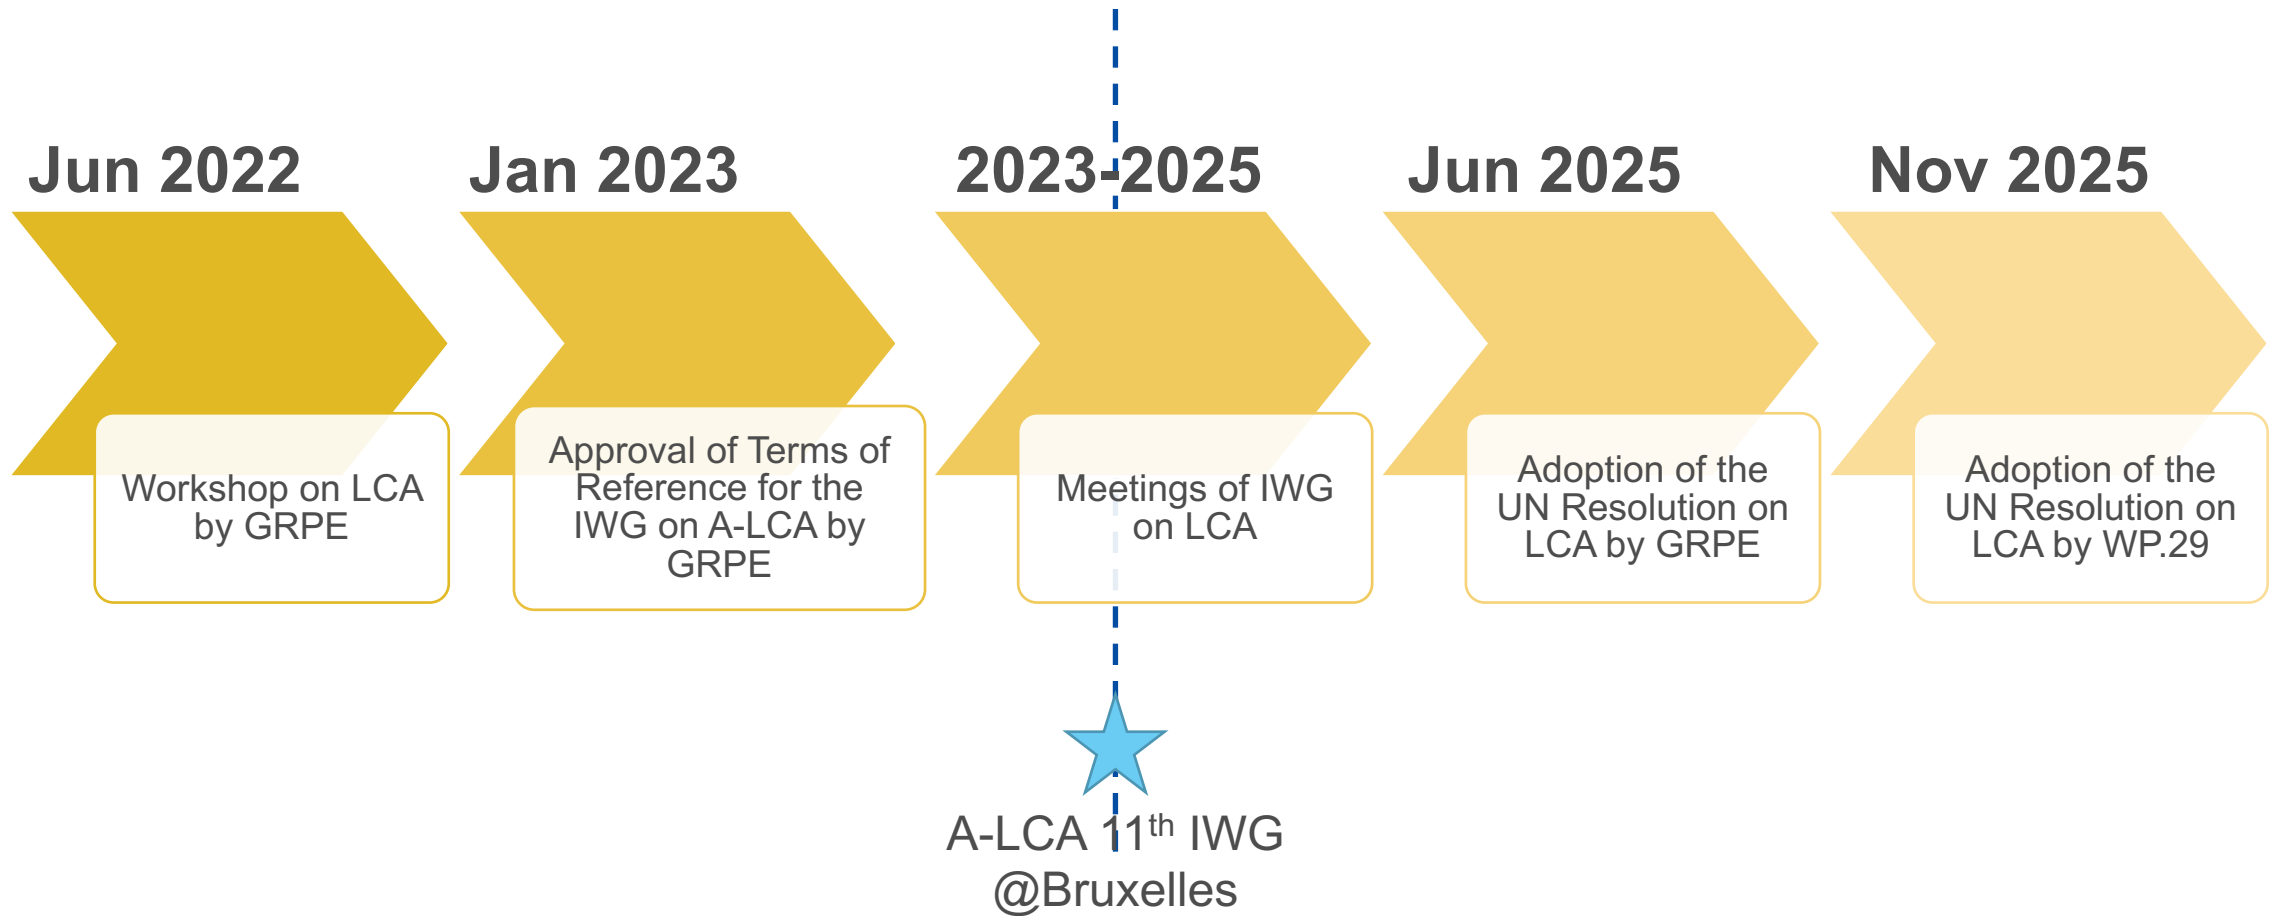 Jun 2022
Jan 2023
2023-2025
Jun 2025
Nov 2025
Workshop on LCA
by GRPE
Approval of Terms of
Reference for the
IWG on A-LCA by
GRPE
Meetings of IWG
on LCA
Adoption of the
UN Resolution on
LCA by GRPE
Adoption of the
UN Resolution on
LCA by WP.29
A-LCA 11th IWG
@Bruxelles